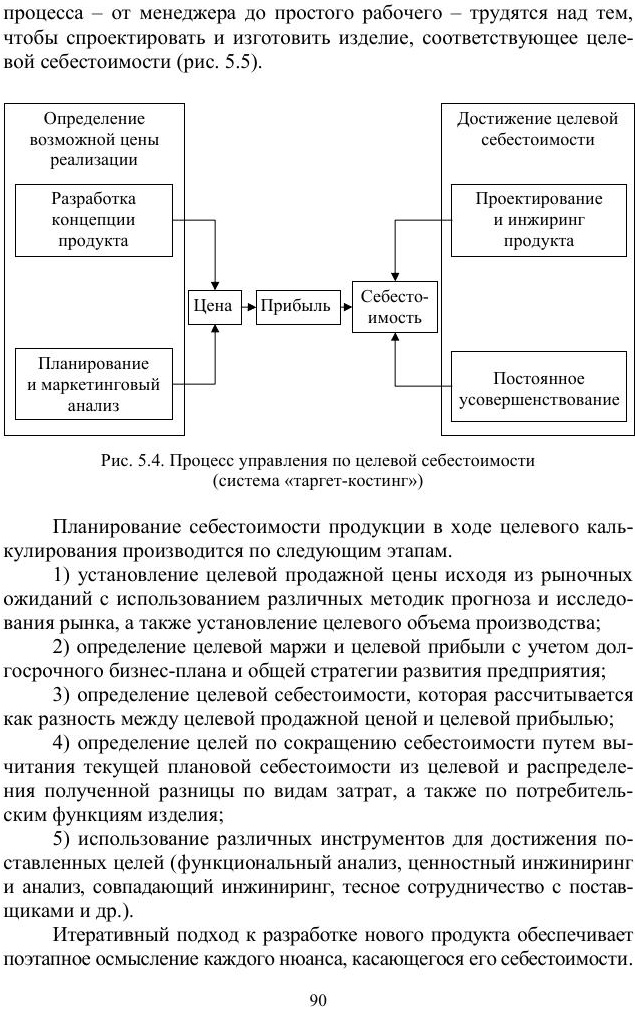 процесса – от менеджера до простого рабочего – трудятся над тем,
чтобы спроектировать и изготовить изделие, соответствующее целе-
вой себестоимости (рис. 5.5).
Определение
возможной цены
реализации
Разработка
концепции
продукта
Планирование
и маркетинговый
анализ
Цена
Прибыль
Себесто-
имость
Достижение целевой
себестоимости
Проектирование
и инжиринг
продукта
Постоянное
усовершенствование
Рис. 5.4. Процесс управления по целевой себестоимости
(система «таргет-костинг»)
Планирование себестоимости продукции в ходе целевого каль-
кулирования производится по следующим этапам.
1) установление целевой продажной цены исходя из рыночных
ожиданий с использованием различных методик прогноза и исследо-
вания рынка, а также установление целевого объема производства;
2) определение целевой маржи и целевой прибыли с учетом дол-
госрочного бизнес-плана и общей стратегии развития предприятия;
3) определение целевой себестоимости, которая рассчитывается
как разность между целевой продажной ценой и целевой прибылью;
4) определение целей по сокращению себестоимости путем вы-
читания текущей плановой себестоимости из целевой и распределе-
ния полученной разницы по видам затрат, а также по потребитель-
ским функциям изделия;
5) использование различных инструментов для достижения по-
ставленных целей (функциональный анализ, ценностный инжиниринг
и анализ, совпадающий инжиниринг, тесное сотрудничество с постав-
щиками и др.).
Итеративный подход к разработке нового продукта обеспечивает
поэтапное осмысление каждого нюанса, касающегося его себестоимости.
90